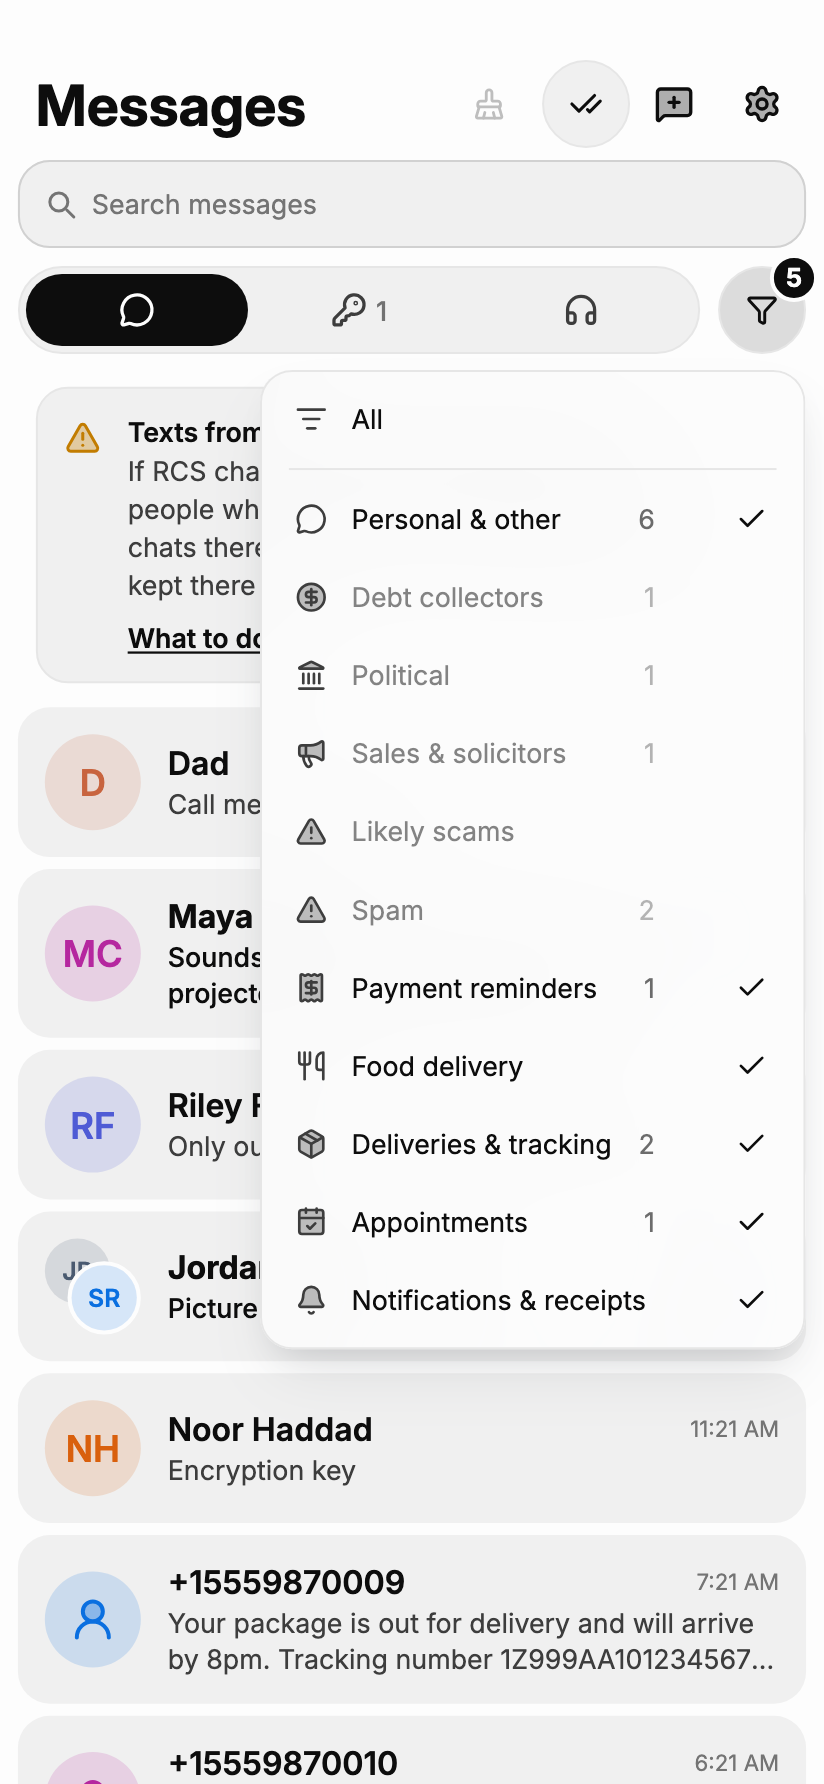 Messages
Search messages
1
5
Texts from
If RCS cha
people wh
chats there
kept there
What to do
All
Personal & other 6
Debt collectors 1
Political 1
Sales & solicitors 1
Likely scams
Spam 2
Payment reminders 1
Food delivery
Deliveries & tracking 2
Appointments 1
Notifications & receipts
D
Dad
Call me
MC
Maya
Sounds
RF
Riley
Only ou
SR
Jordan
Picture
NH
Noor Haddad 11:21 AM
Encryption key
+15559870009 7:21 AM
Your package is out for delivery and will arrive
by 8pm. Tracking number 1Z999AA101234567...
+15559870010 6:21 AM